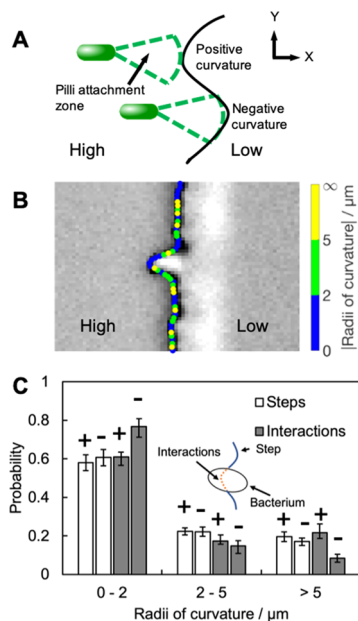 A
Y
X
Positive
curvature
Pilli attachment
zone
Negative
curvature
High
Low
B
High
Low
∞
5
2
0
|Radii of curvature| / μm
C
1
0.8
0.6
0.4
0.2
0
Probability
+ - + -
+ - + -
+ - + -
Steps
Interactions
Step
Interactions
Bacterium
0 - 2
2 - 5
> 5
Radii of curvature / μm